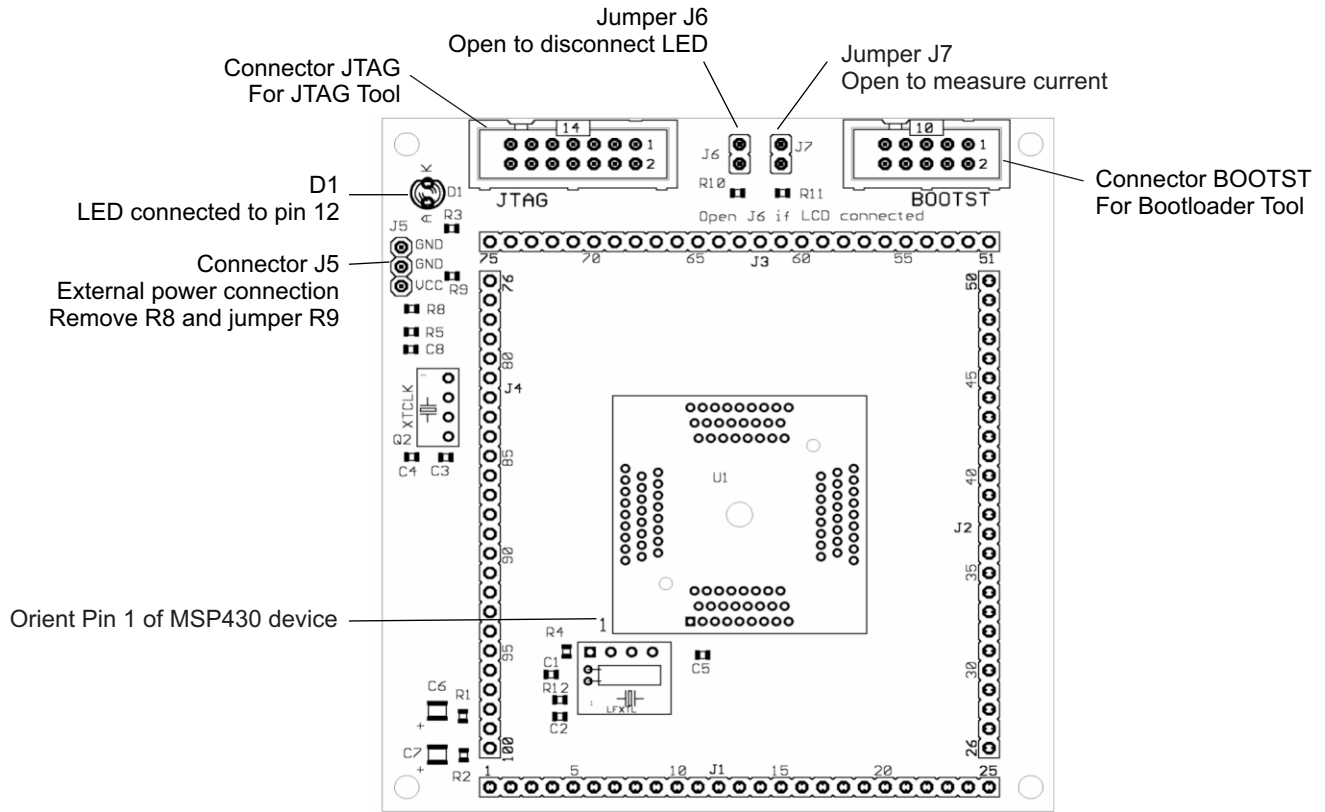 Jumper J6
Open to disconnect LED
Jumper J7
Open to measure current
Connector JTAG
For JTAG Tool
14
1
2
JTAG
J6
J7
R10
R11
10
1
2
BOOTST
Connector BOOTST
For Bootloader Tool
Open J6 if LCD connected
D1
LED connected to pin 12
K
D1
A
R3
J5
GND
GND
VCC
R9
Connector J5
External power connection
Remove R8 and jumper R9
R8
R5
C8
XTCLK
Q2
C4
C3
75
70
65
J3
60
55
51
76
80
J4
85
90
95
100
50
45
40
J2
35
30
26
U1
Orient Pin 1 of MSP430 device
1
R4
C1
R12
C2
LFXTL
C5
C6
R1
C7
R2
+
+
1
5
10
J1
15
20
25